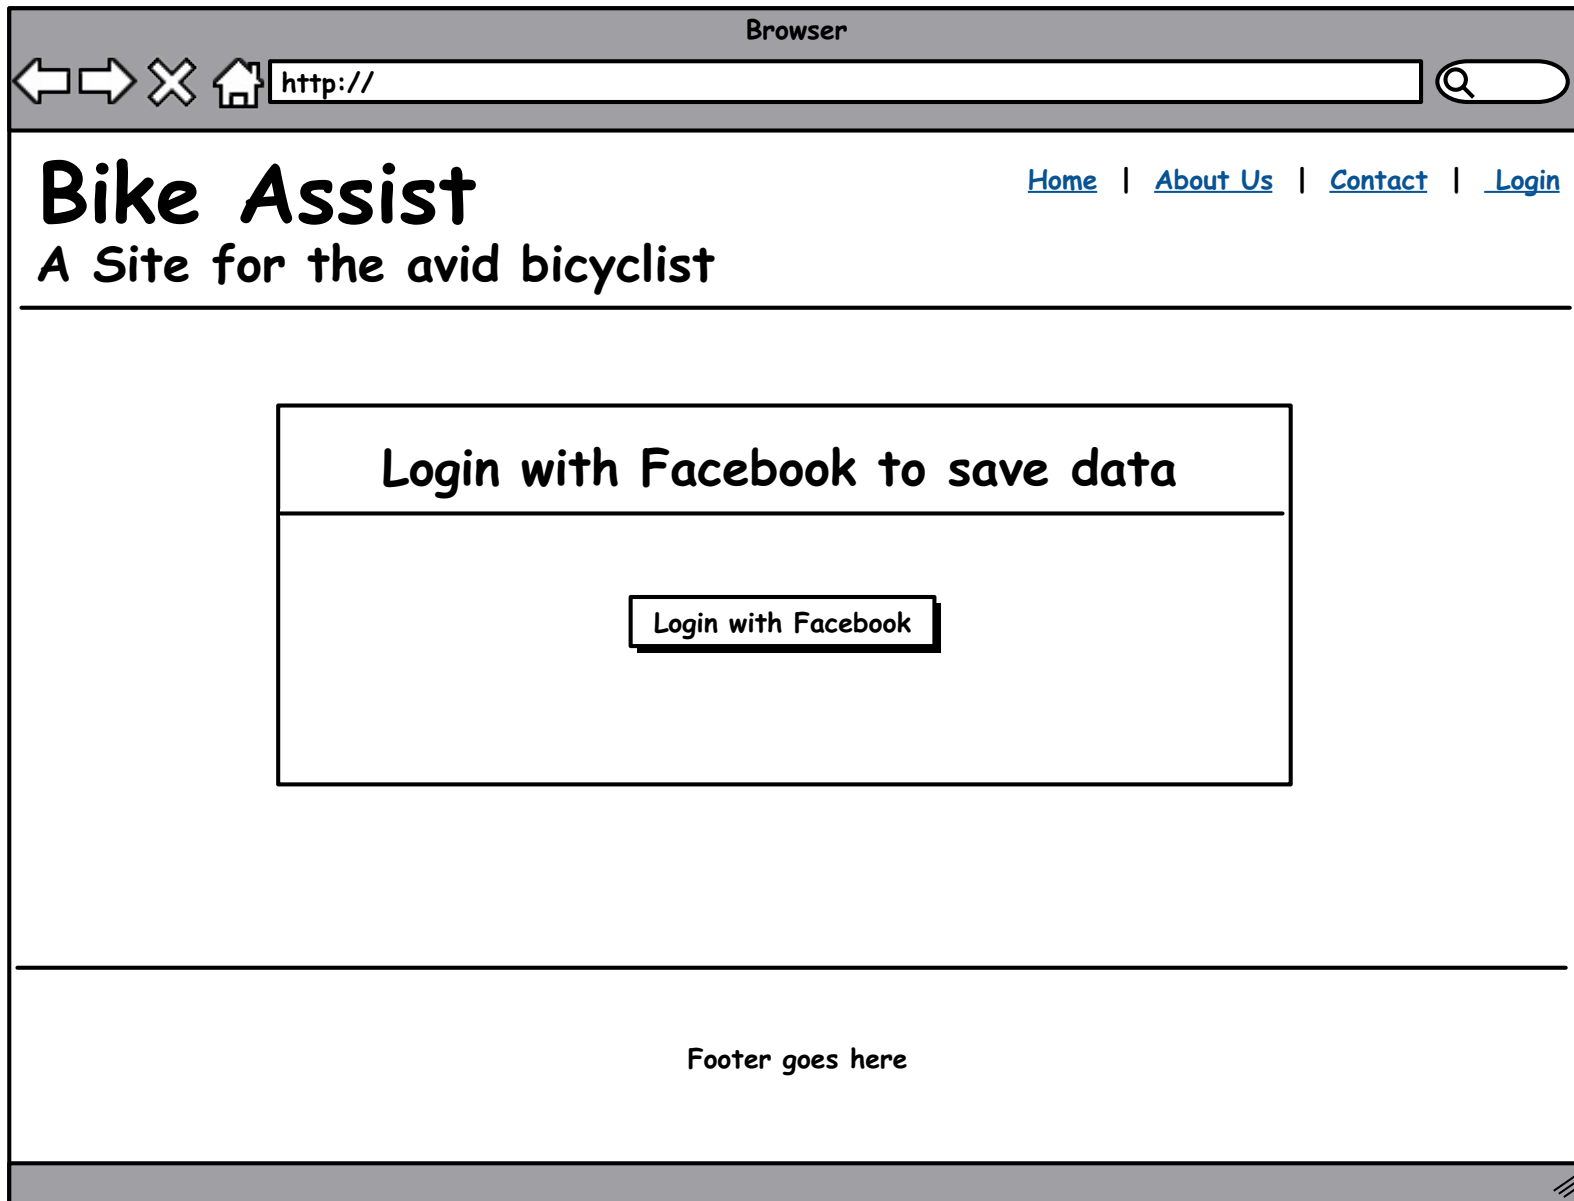 Browser
http://
Bike Assist
Home | About Us | Contact | Login
A Site for the avid bicyclist
Login with Facebook to save data
Login with Facebook
Footer goes here